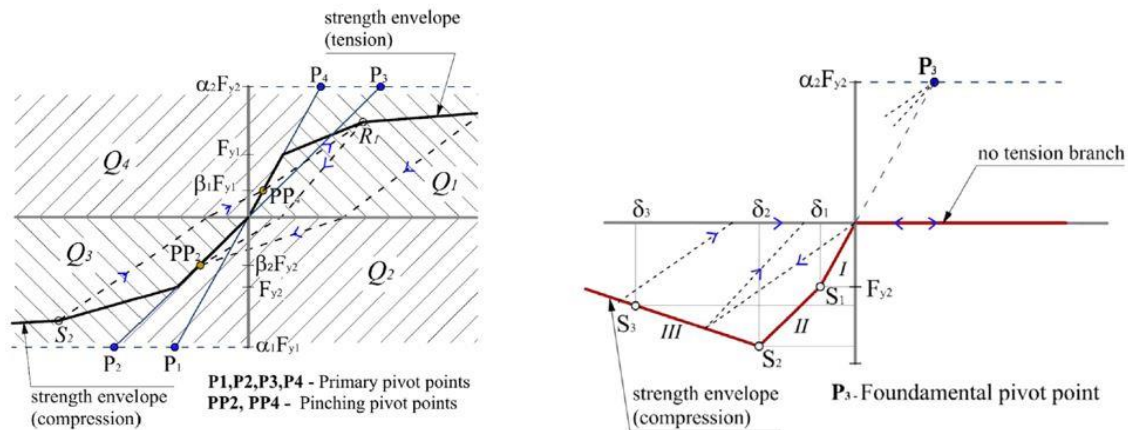 strength envelope
(tension)
P4
P3
α2Fy2
Fy1
R1
Q4
Q1
β1Fy1
PP4
Q3
PP2
Q2
β2Fy2
Fy2
S2
α1Fy1
P2
P1
strength envelope
(compression)
P1,P2,P3,P4 - Primary pivot points
PP2, PP4 - Pinching pivot points
P3
α2Fy2
no tension branch
δ3
δ2
δ1
I
Fy2
S1
S3
III
II
S2
strength envelope
(compression)
P3 - Foundamental pivot point